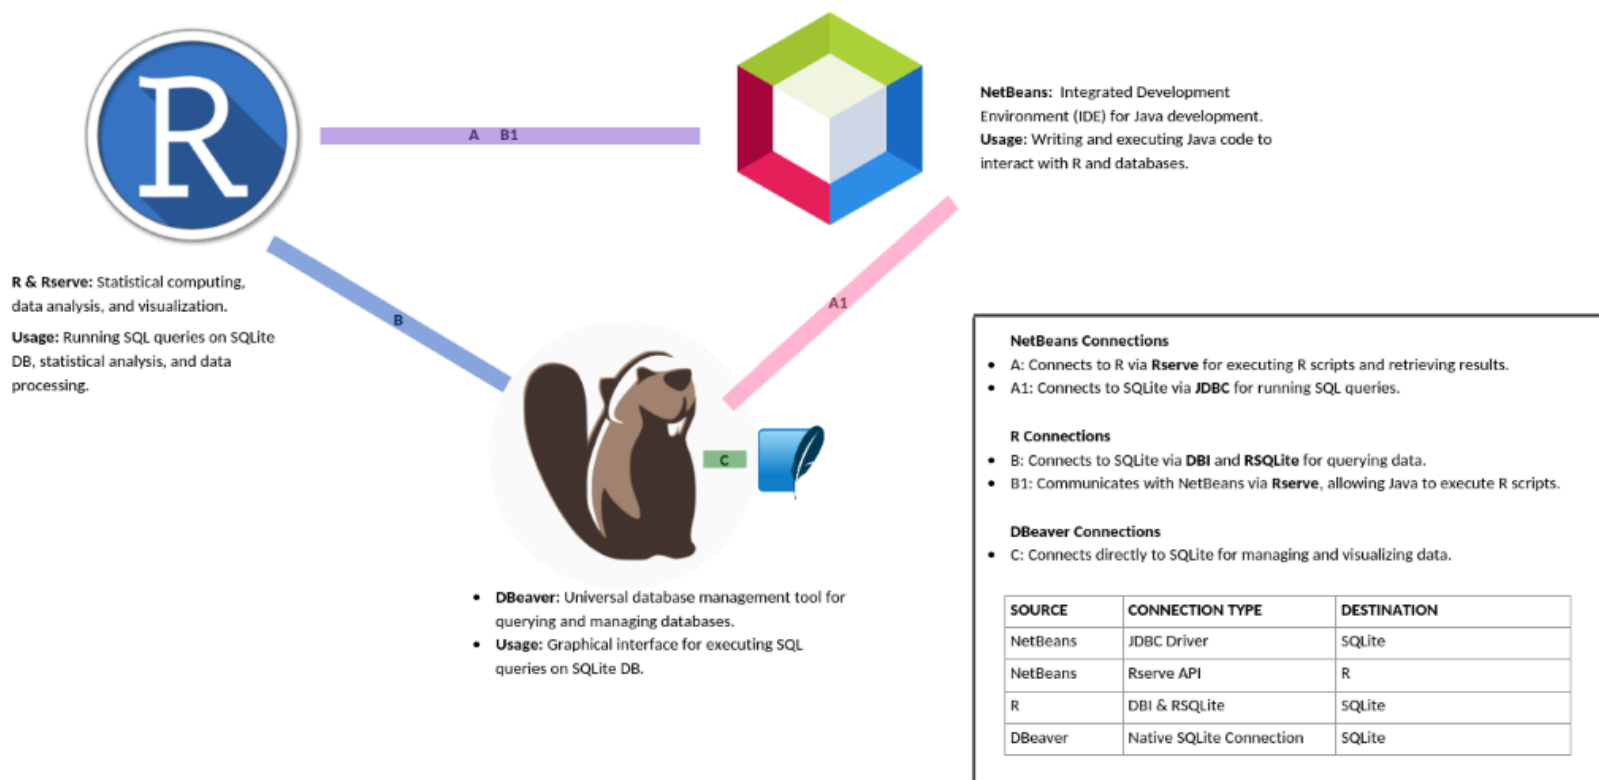 R
A B1
NetBeans: Integrated Development
Environment (IDE) for Java development.
Usage: Writing and executing Java code to
interact with R and databases.
R & Rserve: Statistical computing,
data analysis, and visualization.
Usage: Running SQL queries on SQLite
DB, statistical analysis, and data
processing.
B
A1
C
• DBeaver: Universal database management tool for
querying and managing databases.
• Usage: Graphical interface for executing SQL
queries on SQLite DB.
NetBeans Connections
• A: Connects to R via Rserve for executing R scripts and retrieving results.
• A1: Connects to SQLite via JDBC for running SQL queries.
R Connections
• B: Connects to SQLite via DBI and RSQLite for querying data.
• B1: Communicates with NetBeans via Rserve, allowing Java to execute R scripts.
DBeaver Connections
• C: Connects directly to SQLite for managing and visualizing data.
SOURCE CONNECTION TYPE DESTINATION
NetBeans JDBC Driver SQLite
NetBeans Rserve API R
R DBI & RSQLite SQLite
DBeaver Native SQLite Connection SQLite